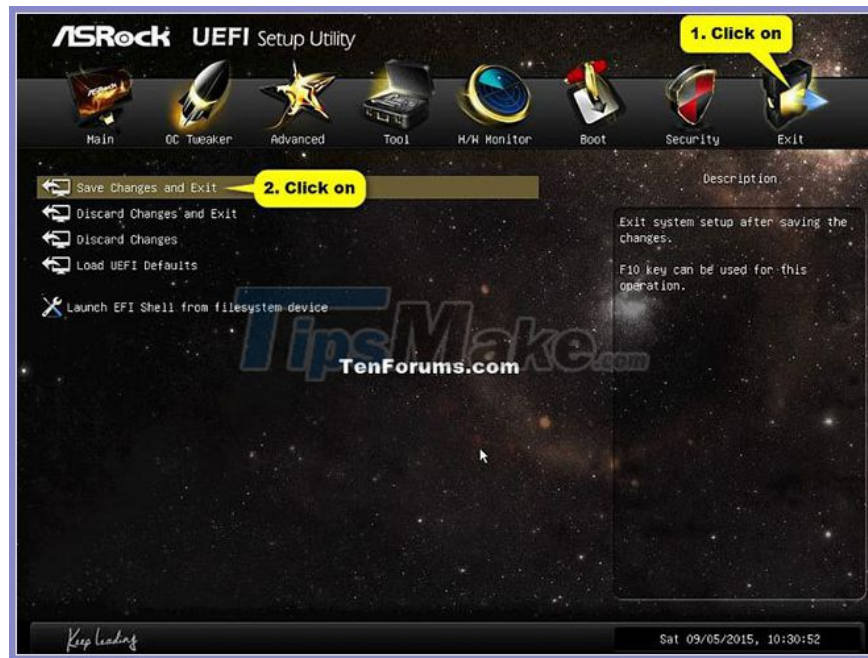 ASRock UEFI Setup Utility
1. Click on
Main OC Tweaker Advanced Tool H/W Monitor Boot Security Exit
Save Changes and Exit
2. Click on
Discard Changes and Exit
Discard Changes
Load UEFI Defaults
Launch EFI Shell from filesystem device
Description
Exit system setup after saving the
changes.
F10 key can be used for this
operation.
TipsMake.com
TenForums.com
Keep Leading
Sat 09/05/2015, 10:30:52